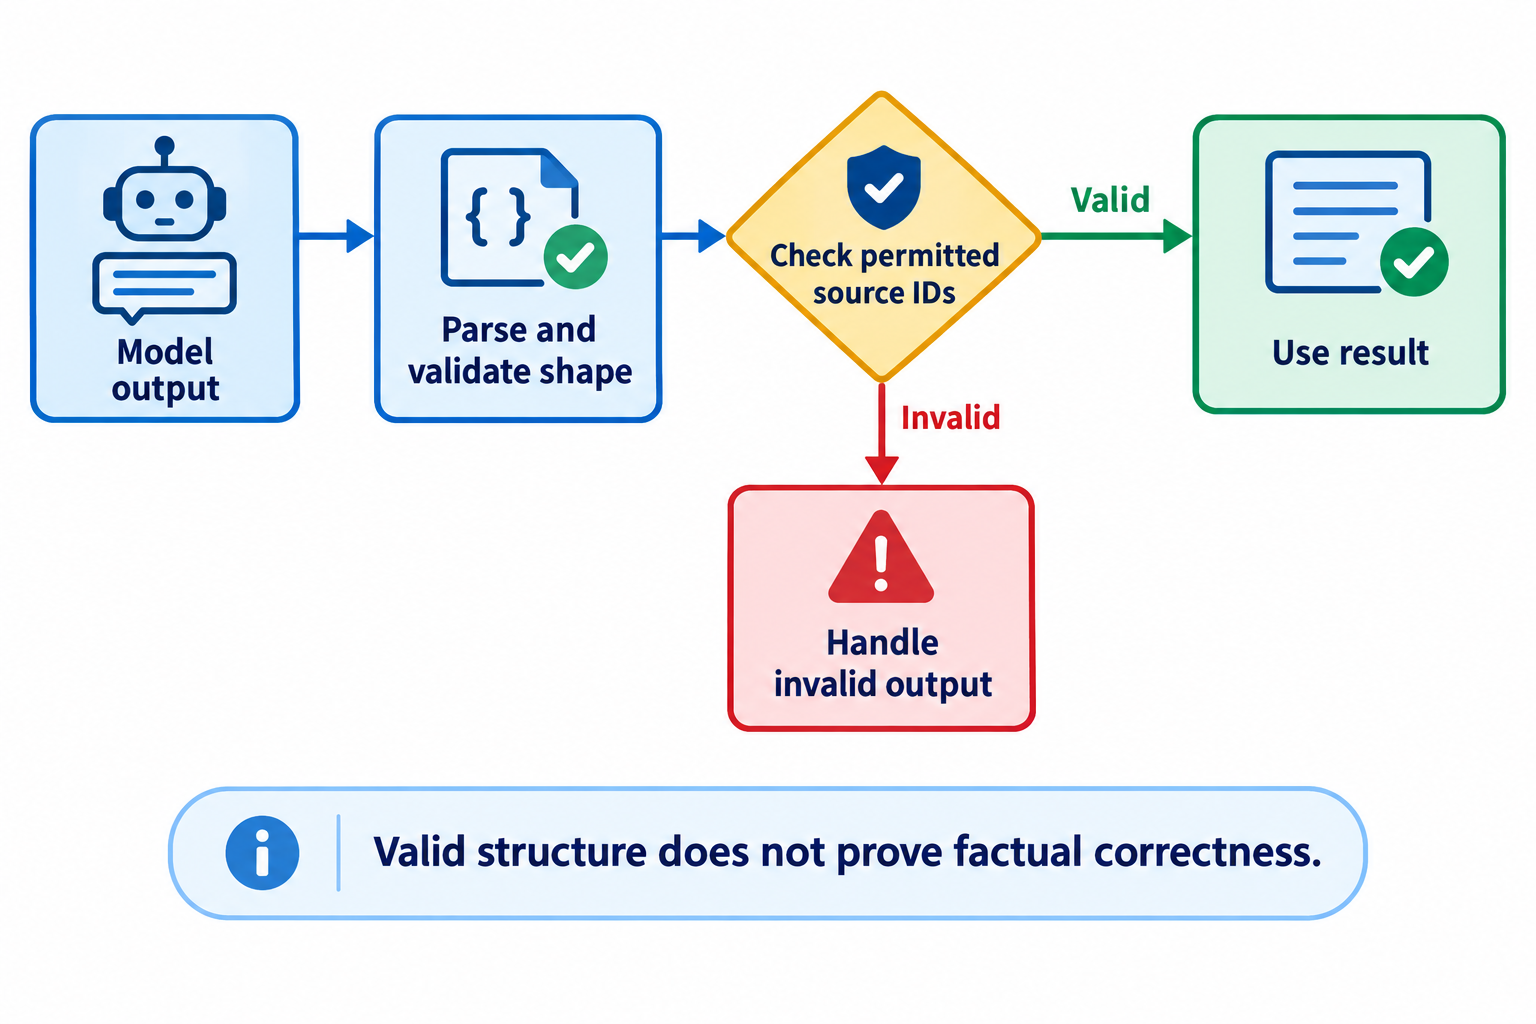 Model
output
Parse and
validate shape
Check permitted
source IDs
Valid
Use result
Invalid
Handle
invalid output
Valid structure does not prove factual correctness.